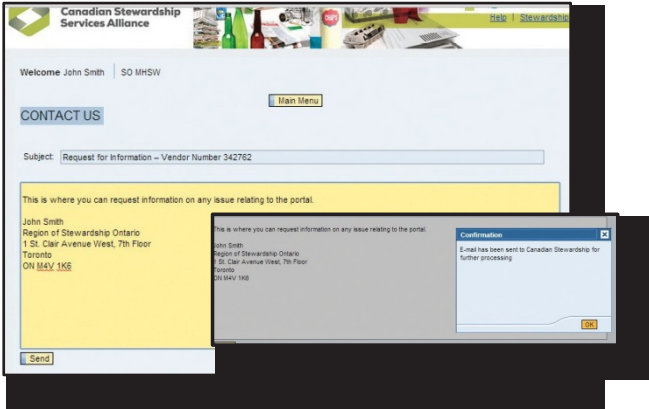 Canadian Stewardship
Services Alliance
Help | Stewardship
Welcome John Smith | SO MHSW
Main Menu
CONTACT US
Subject: Request for Information – Vendor Number 342762
This is where you can request information on any issue relating to the portal.
John Smith
Region of Stewardship Ontario
1 St. Clair Avenue West, 7th Floor
Toronto
ON M4V 1K6
Send
This is where you can request information on any issue relating to the portal.
John Smith
Region of Stewardship Ontario
1 St. Clair Avenue West, 7th Floor
Toronto
ON M4V 1K6
Confirmation
E-mail has been sent to Canadian Stewardship for
further processing
OK